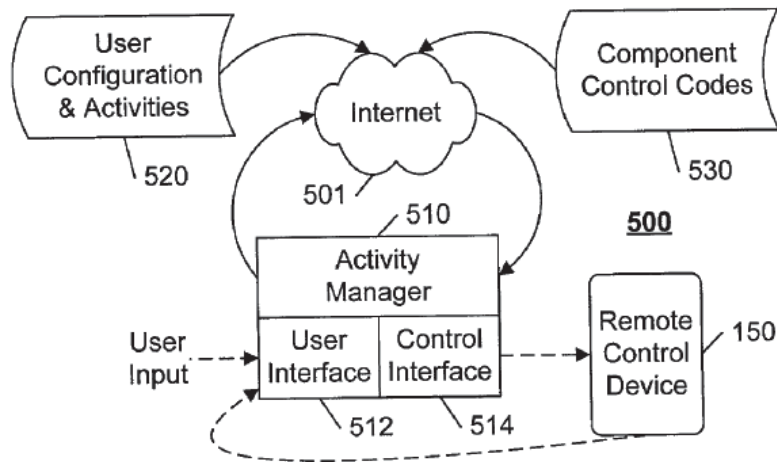 User
Configuration
& Activities
520
Internet
501
Component
Control Codes
530
500
510
Activity
Manager
User
Input
User
Interface
512
Control
Interface
514
Remote
Control
Device
150